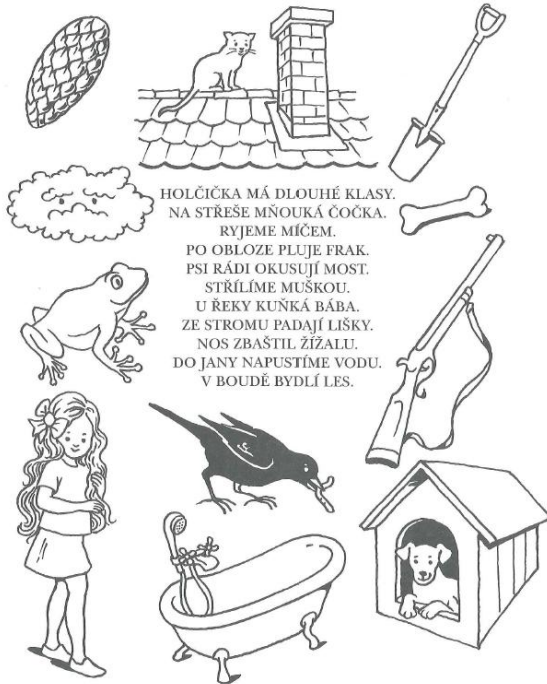 HOLČIČKA MÁ DLOUHÉ KLASY.
NA STŘEŠE MŇOUKÁ ČOČKA.
RYJEME MÍČEM.
PO OBLOZE PLUJE FRAK.
PSI RÁDI OKUSUJÍ MOST.
STŘÍLÍME MUŠKOU.
U ŘEKY KUŇKÁ BÁBA.
ZE STROMU PADAJÍ LIŠKY.
NOS ZBAŠTIL ŽÍŽALU.
DO JANY NAPUSTÍME VODU.
V BOUDĚ BYDLÍ LES.